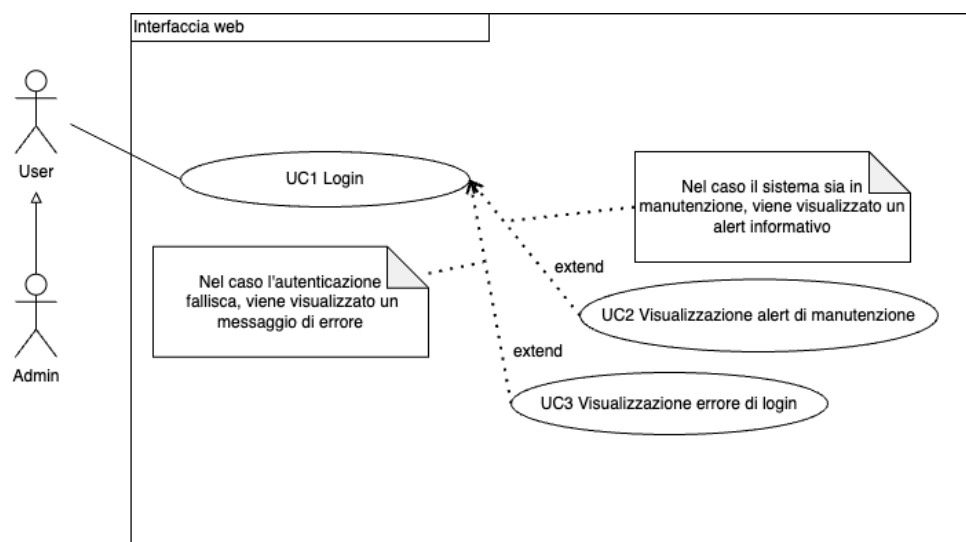 Interfaccia web
User
UC1 Login
Nel caso il sistema sia in
manutenzione, viene visualizzato un
alert informativo
Nel caso l'autenticazione
fallisca, viene visualizzato un
messaggio di errore
extend
UC2 Visualizzazione alert di manutenzione
extend
Admin
UC3 Visualizzazione errore di login